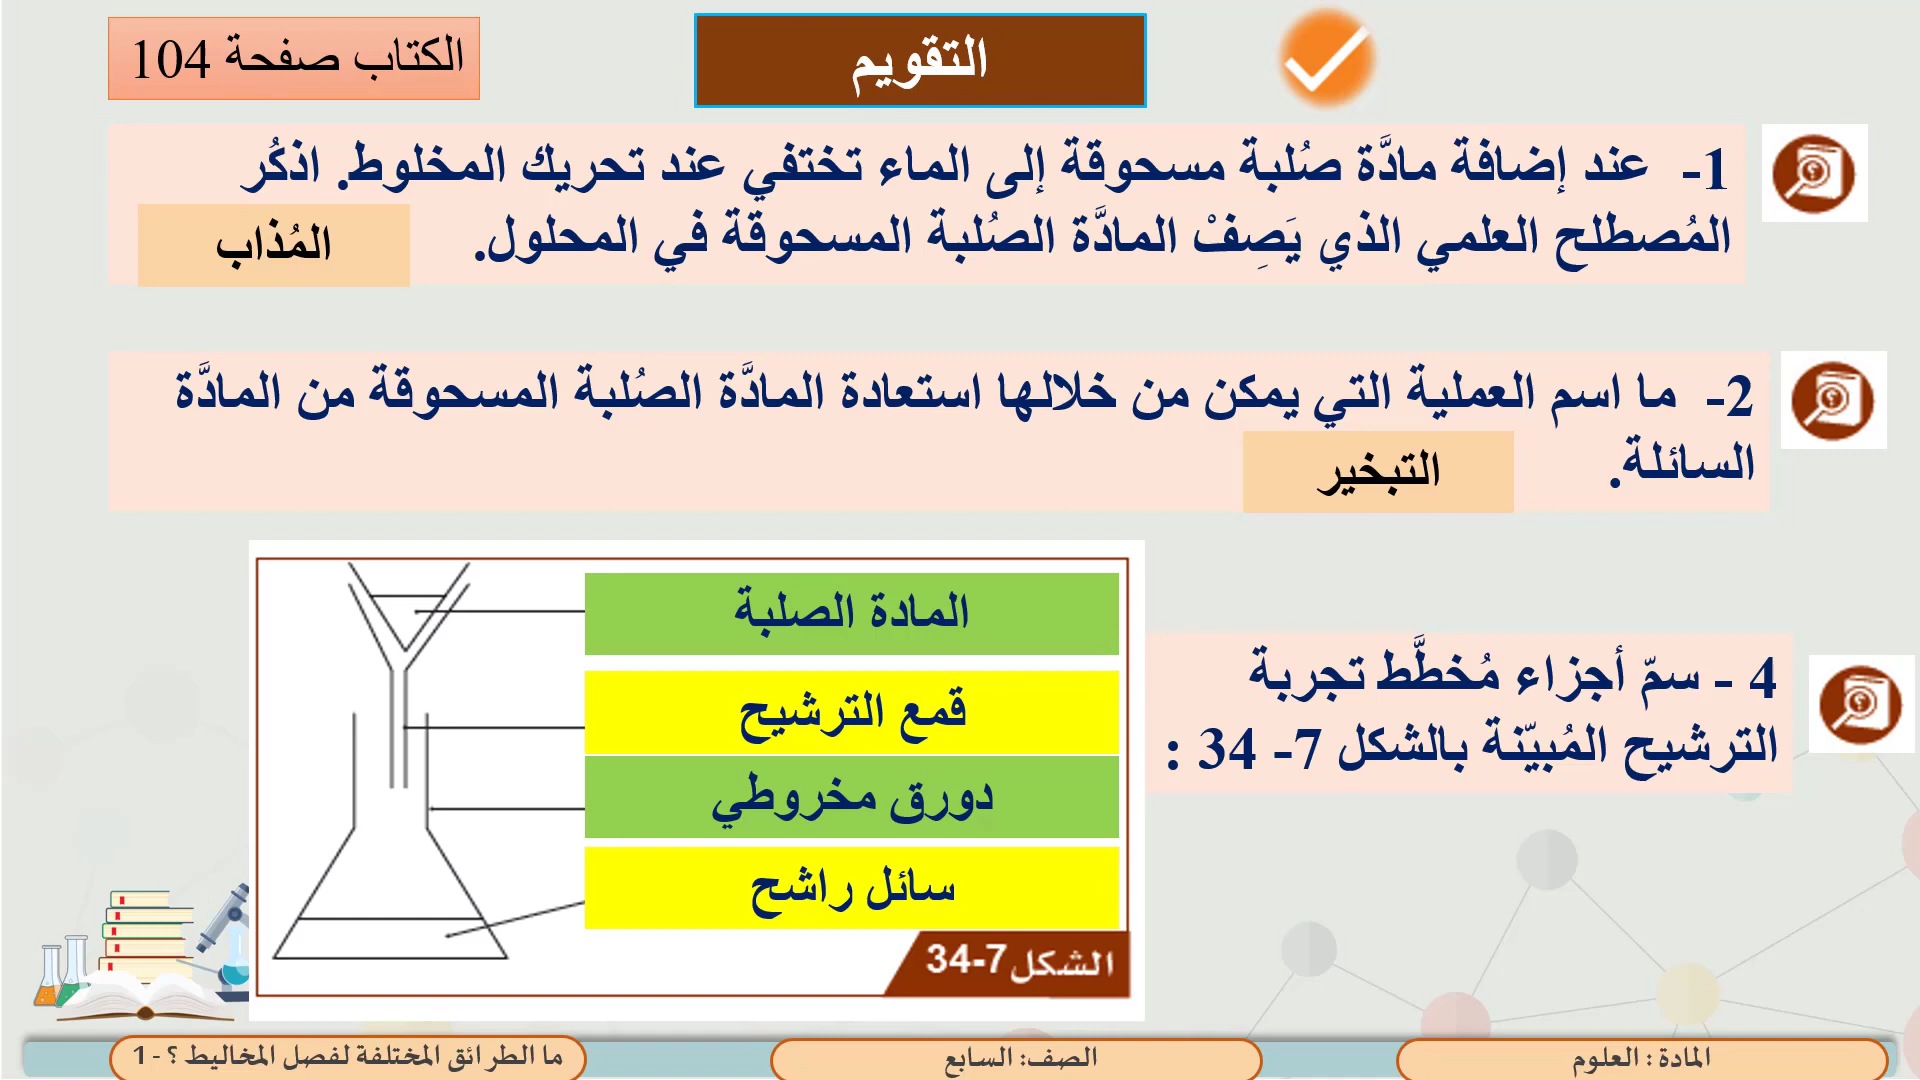 التقويم
الكتاب صفحة 104
1- عند إضافة مادَّة صُلبة مسحوقة إلى الماء تختفي عند تحريك المخلوط. اذكُر
المُصطلح العلمي الذي يَصِفْ المادَّة الصُلبة المسحوقة في المحلول.
المُذاب
2- ما اسم العملية التي يمكن من خلالها استعادة المادَّة الصُلبة المسحوقة من المادَّة
السائلة.
التبخير
4 - سمّ أجزاء مُخطَّط تجربة
الترشيح المُبيّنة بالشكل 7- 34 :
المادة الصلبة
قمع الترشيح
دورق مخروطي
سائل راشح
الشكل 7-34
المادة : العلوم
الصف: السابع
ما الطرائق المختلفة لفصل المخاليط ؟ - 1